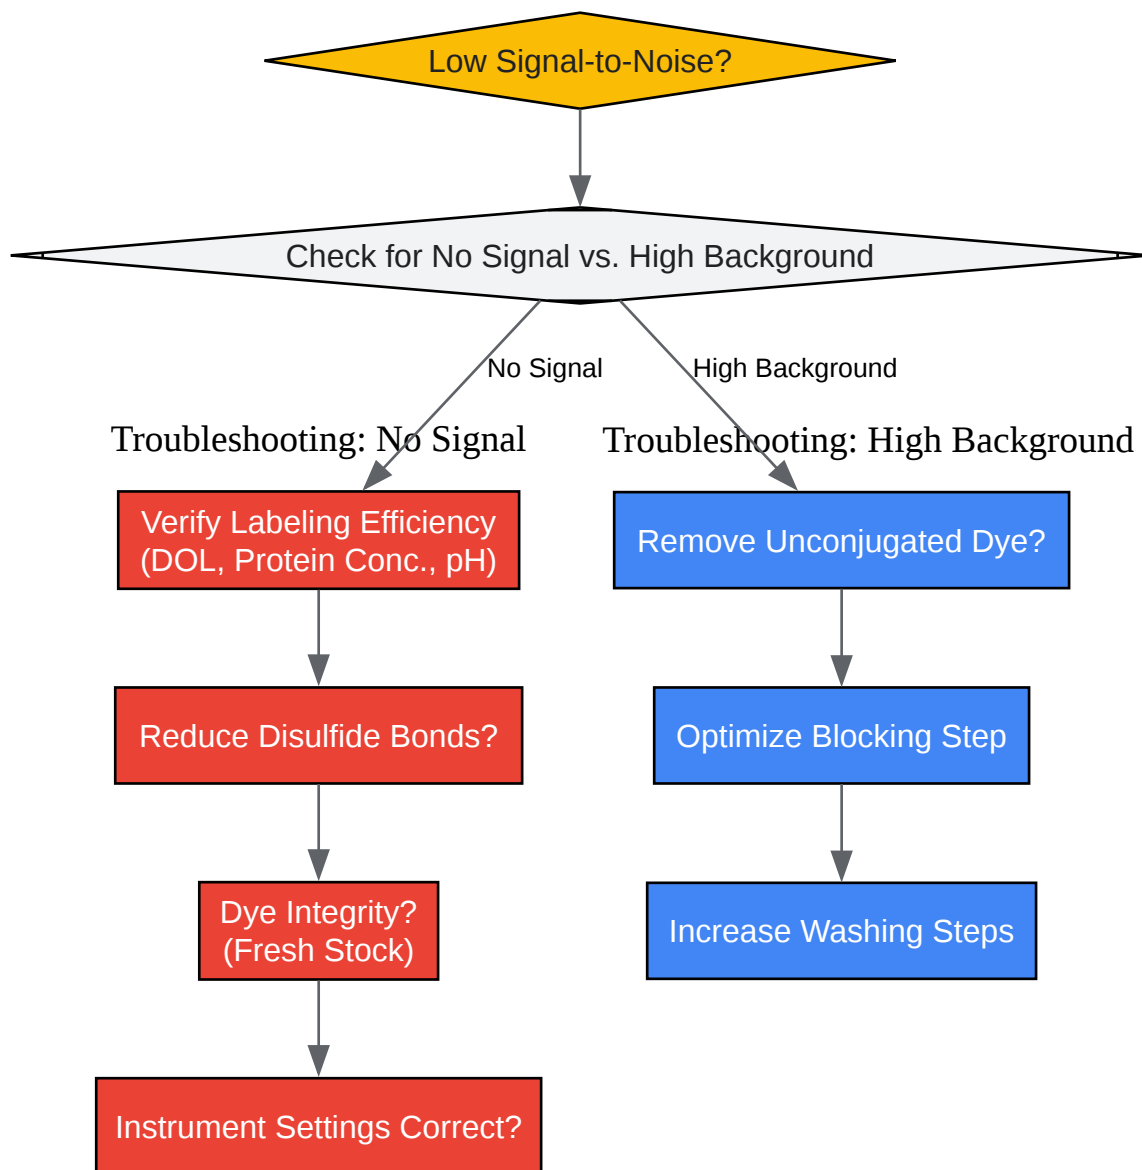 Low Signal-to-Noise?
Check for No Signal vs. High Background
No Signal
High Background
Troubleshooting: No Signal
Verify Labeling Efficiency
(DOL, Protein Conc., pH)
Reduce Disulfide Bonds?
Dye Integrity?
(Fresh Stock)
Instrument Settings Correct?
Troubleshooting: High Background
Remove Unconjugated Dye?
Optimize Blocking Step
Increase Washing Steps